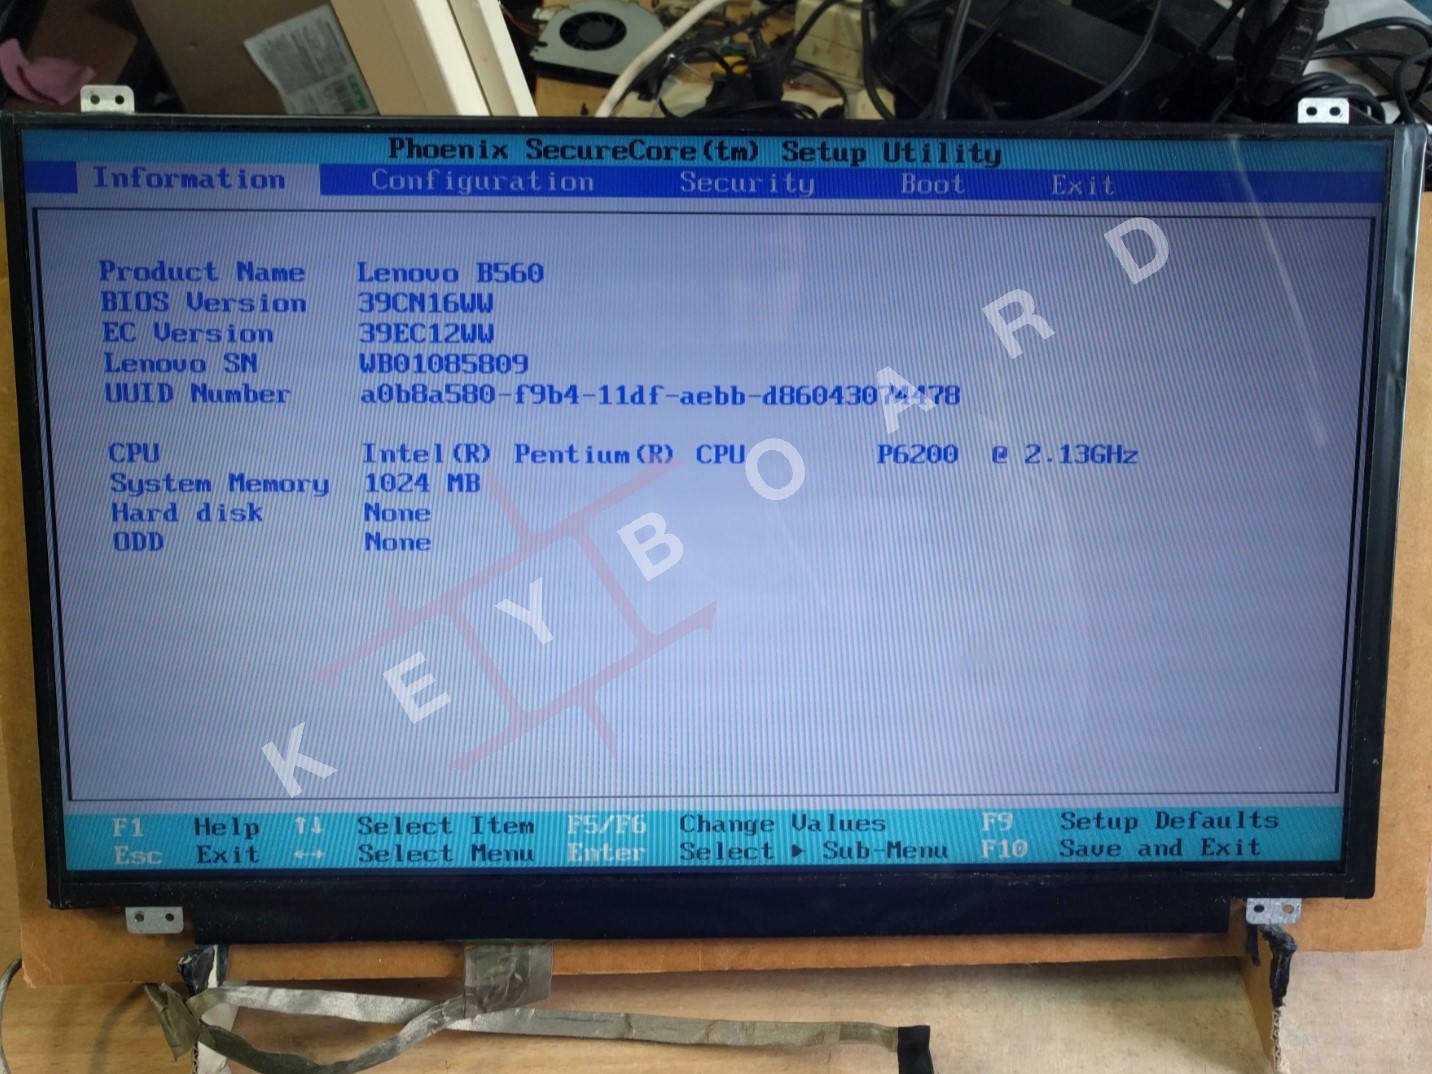 Phoenix SecureCore(tm) Setup Utility
Information Configuration Security Boot Exit
Product Name Lenovo B560
BIOS Version 39CN16WW
EC Version 39EC12WW
Lenovo SN WB01085809
UUID Number a0b8a580-f9b4-11df-aebb-d86043074478
CPU Intel(R) Pentium(R) CPU P6200 @ 2.13GHz
System Memory 1024 MB
Hard disk None
ODD None
KEYBOARD
F1 Help ↑↓ Select Item F5/F6 Change Values F9 Setup Defaults
Esc Exit ↔ Select Menu Enter Select ▶ Sub-Menu F10 Save and Exit